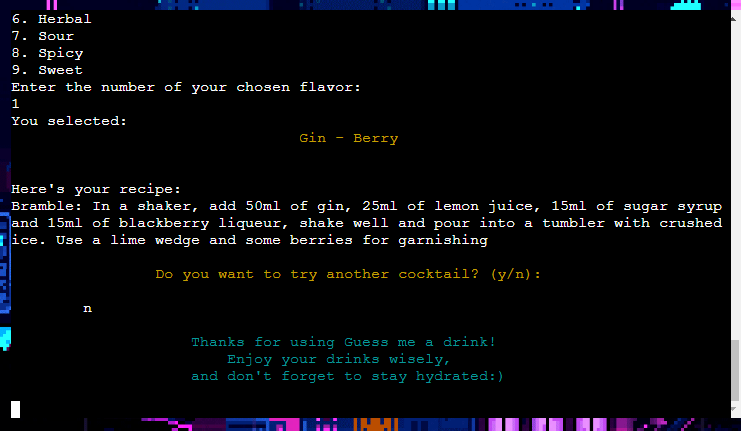 6. Herbal
7. Sour
8. Spicy
9. Sweet
Enter the number of your chosen flavor:
1
You selected:
Gin - Berry
Here's your recipe:
Bramble: In a shaker, add 50ml of gin, 25ml of lemon juice, 15ml of sugar syrup
and 15ml of blackberry liqueur, shake well and pour into a tumbler with crushed
ice. Use a lime wedge and some berries for garnishing
Do you want to try another cocktail? (y/n):
n
Thanks for using Guess me a drink!
Enjoy your drinks wisely,
and don't forget to stay hydrated:)